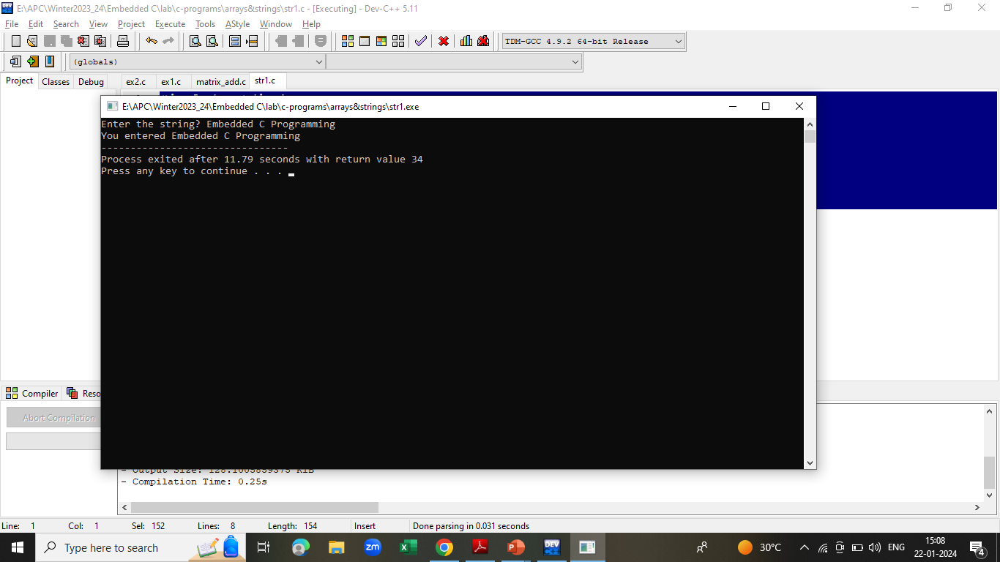 E:\APC\Winter2023_24\Embedded C\lab\c-programs\arrays&strings\str1.c - [Executing] - Dev-C++ 5.11
File Edit Search View Project Execute Tools AStyle Window Help
TDM-GCC 4.9.2 64-bit Release
(globals)
Project Classes Debug ex2.c ex1.c matrix_add.c str1.c
E:\APC\Winter2023_24\Embedded C\lab\c-programs\arrays&strings\str1.exe
Enter the string? Embedded C Programming
You entered Embedded C Programming
--------------------------------
Process exited after 11.79 seconds with return value 34
Press any key to continue . . .
Compiler Reso
Abort Compilation
- Output Size: 128.1005859375 KiB
- Compilation Time: 0.25s
Line: 1 Col: 1 Sel: 152 Lines: 8 Length: 154 Insert Done parsing in 0.031 seconds
Type here to search zm DEV 30°C ENG 15:08
22-01-2024 4